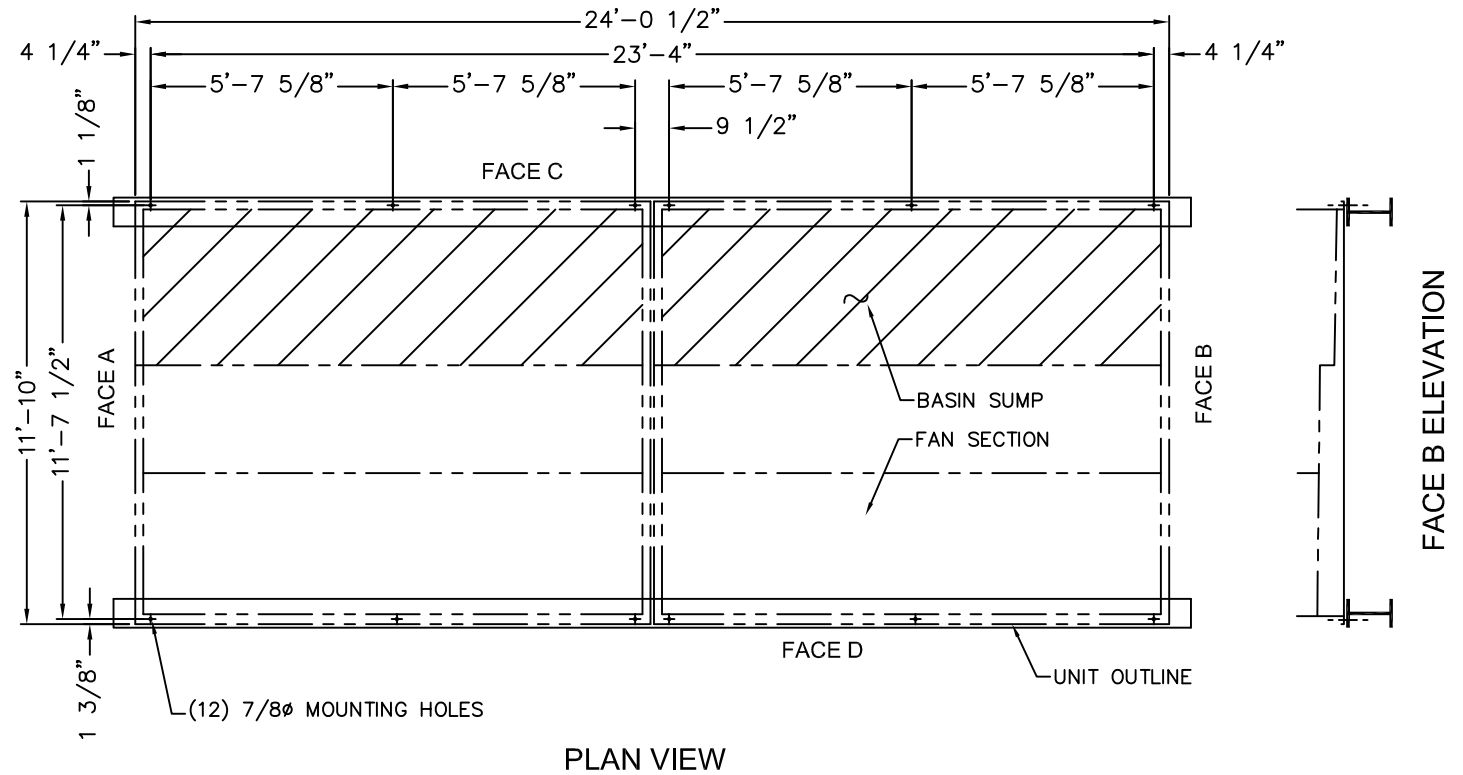 24’-0 1/2”
4 1/4”
23’-4”
4 1/4”
5’-7 5/8”
5’-7 5/8”
5’-7 5/8”
5’-7 5/8”
9 1/2”
1 1/8”
FACE C
11’-10”
11’-7 1/2”
FACE A
FACE B
FACE B ELEVATION
BASIN SUMP
FAN SECTION
FACE D
UNIT OUTLINE
1 3/8”
(12) 7/8ø MOUNTING HOLES
PLAN VIEW